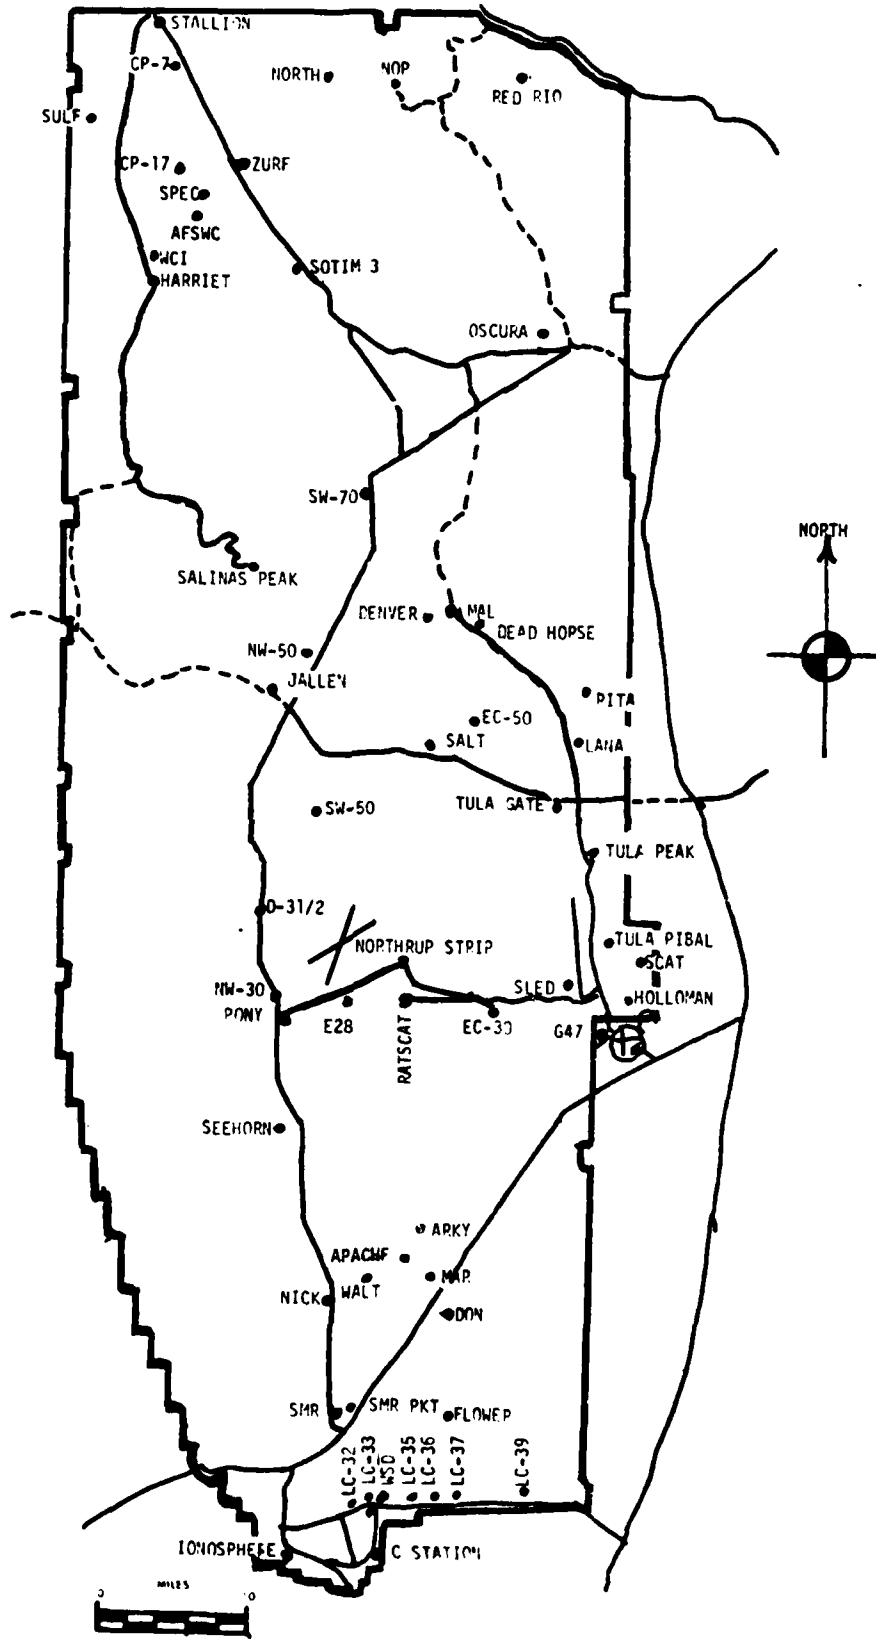 STALLION
CP-7
NORTH
NOP
RED RIO
SULF
CP-17
ZURF
SPEC
AFSWC
WCI
HARRIET
SOTIM 3
OSCURA
SW-70
NORTH
SALINAS PEAK
DENVER
MAL
DEAD HORSE
NW-50
JALLEN
RITA
EC-50
SALT
LANA
TULA GATE
SW-50
TULA PEAK
D-31/2
NORTHRUP STRIP
TULA PIBAL
SCAT
NW-30
SLED
HOLLOMAN
PONY
E28
RATSCAT
EC-30
G47
SEEHORN
ARKY
APACHE
MAR
WALT
NICK
DON
SMR
SMR PKT
FLOWER
LC-32
LC-33
WSD
LC-35
LC-36
LC-37
LC-39
IONOSPHERE
C STATION
MILES
0